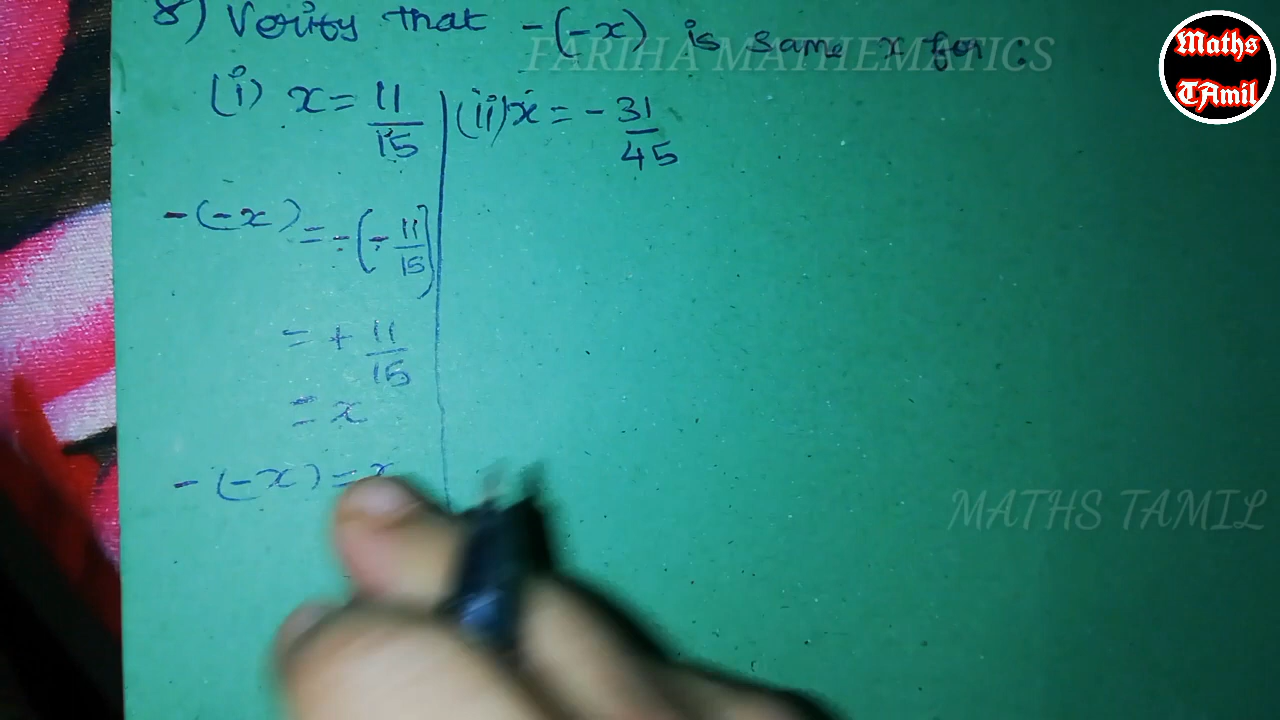 8) Verify that -(-x) is same x for :
FARIHA MATHEMATICS
Maths
TAmil
(i) x = 11/15
(ii) x = - 31/45
-(-x) = -(- 11/15)
= + 11/15
= x
-(-x) = x
MATHS TAMIL